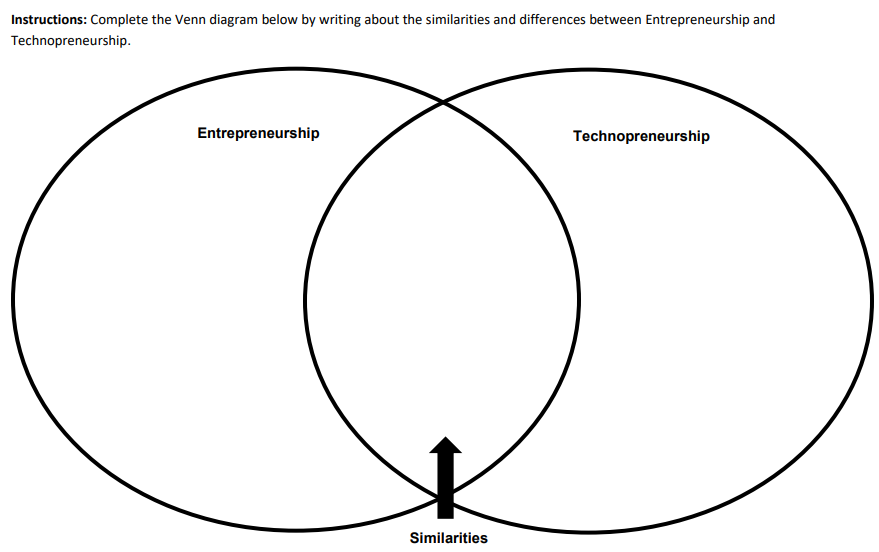 Instructions: Complete the Venn diagram below by writing about the similarities and differences between Entrepreneurship and
Technopreneurship.
Entrepreneurship
Technopreneurship
Similarities